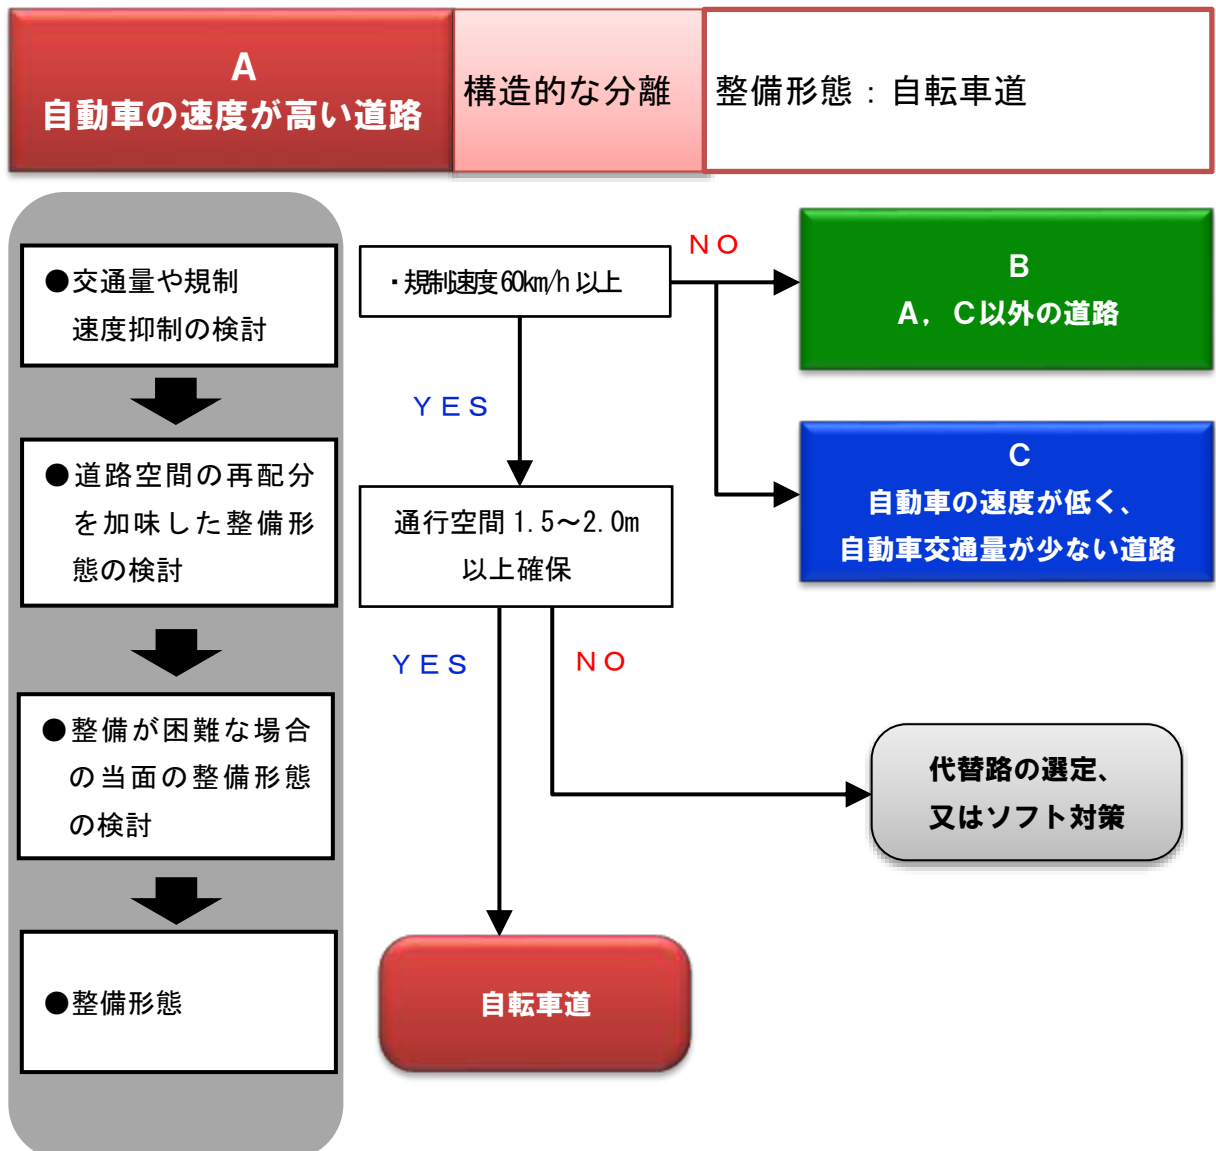 A
自動車の速度が高い道路
構造的な分離
整備形態：自転車道
●交通量や規制
速度抑制の検討
●道路空間の再配分
を加味した整備形
態の検討
●整備が困難な場合
の当面の整備形態
の検討
●整備形態
・規制速度60km/h以上
NO
YES
B
A，C以外の道路
C
自動車の速度が低く、
自動車交通量が少ない道路
通行空間1.5～2.0m
以上確保
YES
NO
代替路の選定、
又はソフト対策
自転車道